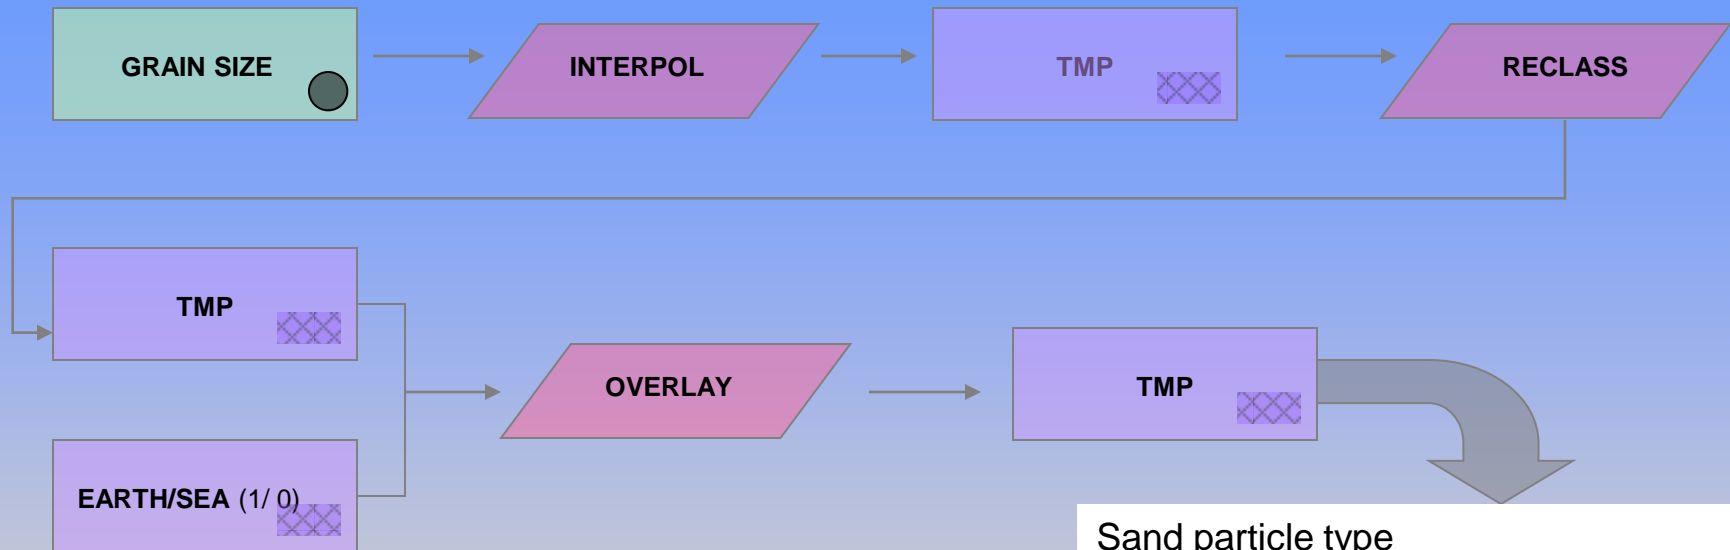 GRAIN SIZE
INTERPOL
TMP
RECLASS
TMP
OVERLAY
TMP
EARTH/SEA (1/ 0)
Sand particle type